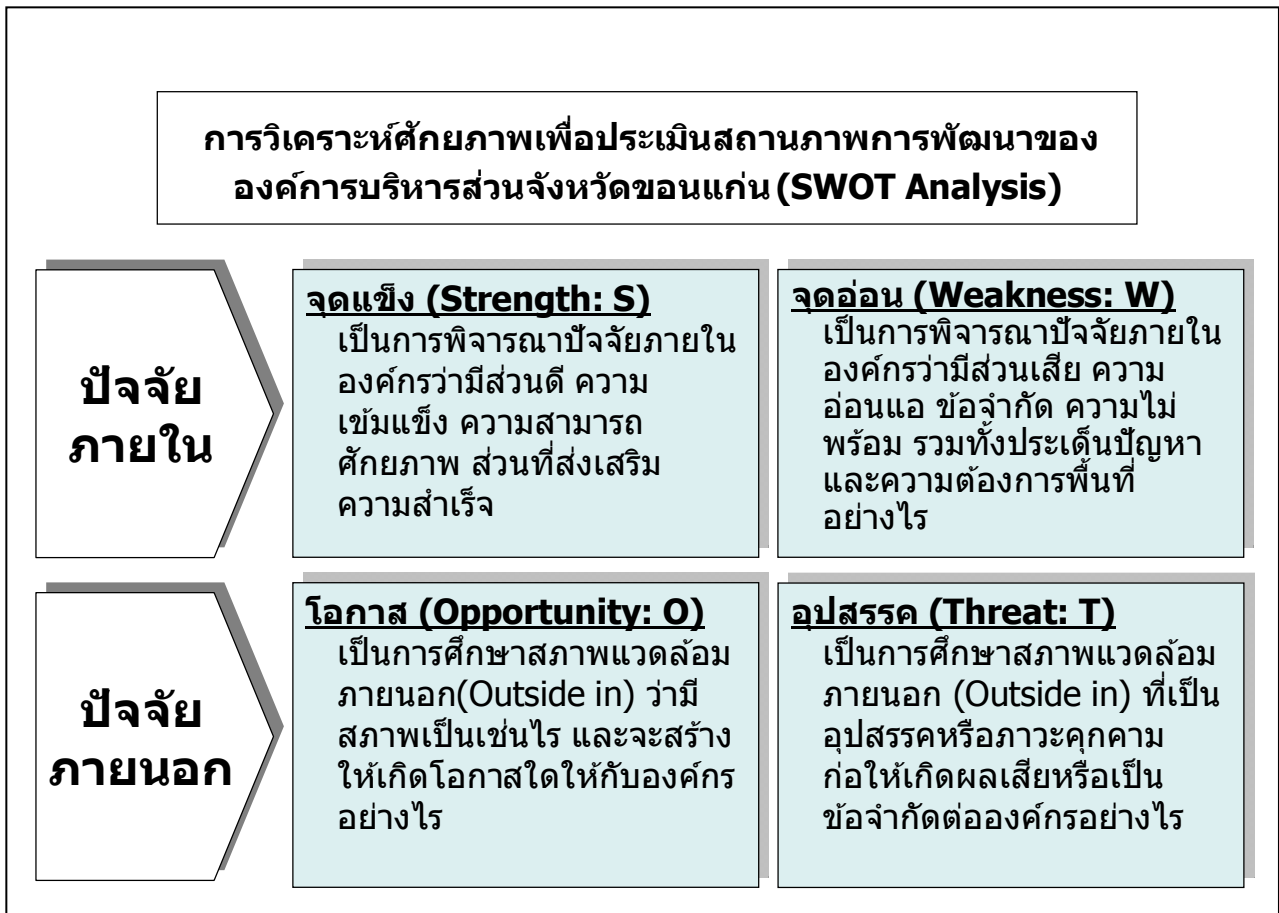 การวิเคราะห์ศักยภาพเพื่อประเมินสถานภาพการพัฒนาของ
องค์การบริหารส่วนจังหวัดขอนแก่น (SWOT Analysis)
ปัจจัย
ภายใน
จุดแข็ง (Strength: S)
เป็นการพิจารณาปัจจัยภายใน
องค์กรว่ามีส่วนดี ความ
เข้มแข็ง ความสามารถ
ศักยภาพ ส่วนที่ส่งเสริม
ความสำเร็จ
จุดอ่อน (Weakness: W)
เป็นการพิจารณาปัจจัยภายใน
องค์กรว่ามีส่วนเสีย ความ
อ่อนแอ ข้อจำกัด ความไม่
พร้อม รวมทั้งประเด็นปัญหา
และความต้องการพื้นที่
อย่างไร
ปัจจัย
ภายนอก
โอกาส (Opportunity: O)
เป็นการศึกษาสภาพแวดล้อม
ภายนอก(Outside in) ว่ามี
สภาพเป็นเช่นไร และจะสร้าง
ให้เกิดโอกาสใดให้กับองค์กร
อย่างไร
อุปสรรค (Threat: T)
เป็นการศึกษาสภาพแวดล้อม
ภายนอก (Outside in) ที่เป็น
อุปสรรคหรือภาวะคุกคาม
ก่อให้เกิดผลเสียหรือเป็น
ข้อจำกัดต่อองค์กรอย่างไร